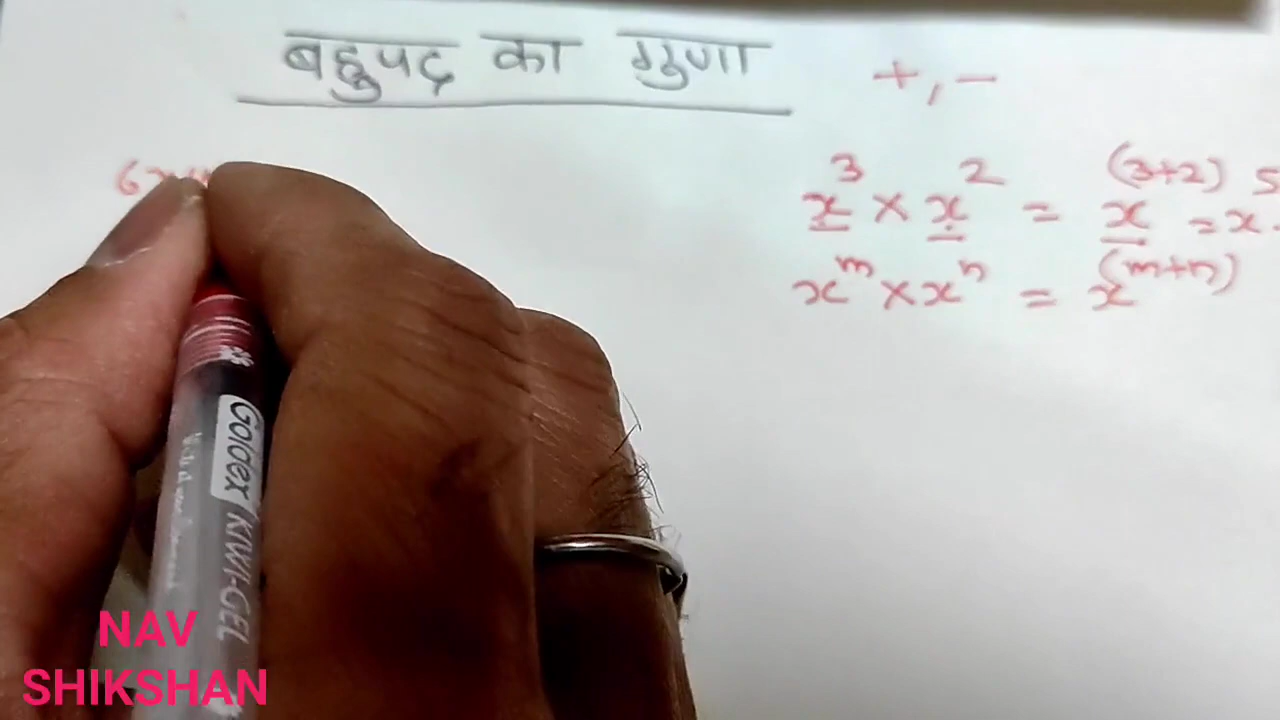 बहुपद का गुणा
+, -
x³ × x² = x⁽³⁺²⁾ = x⁵
xᵐ × xⁿ = x⁽ᵐ⁺ⁿ⁾
Goldex KIWI-GEL
NAV
SHIKSHAN